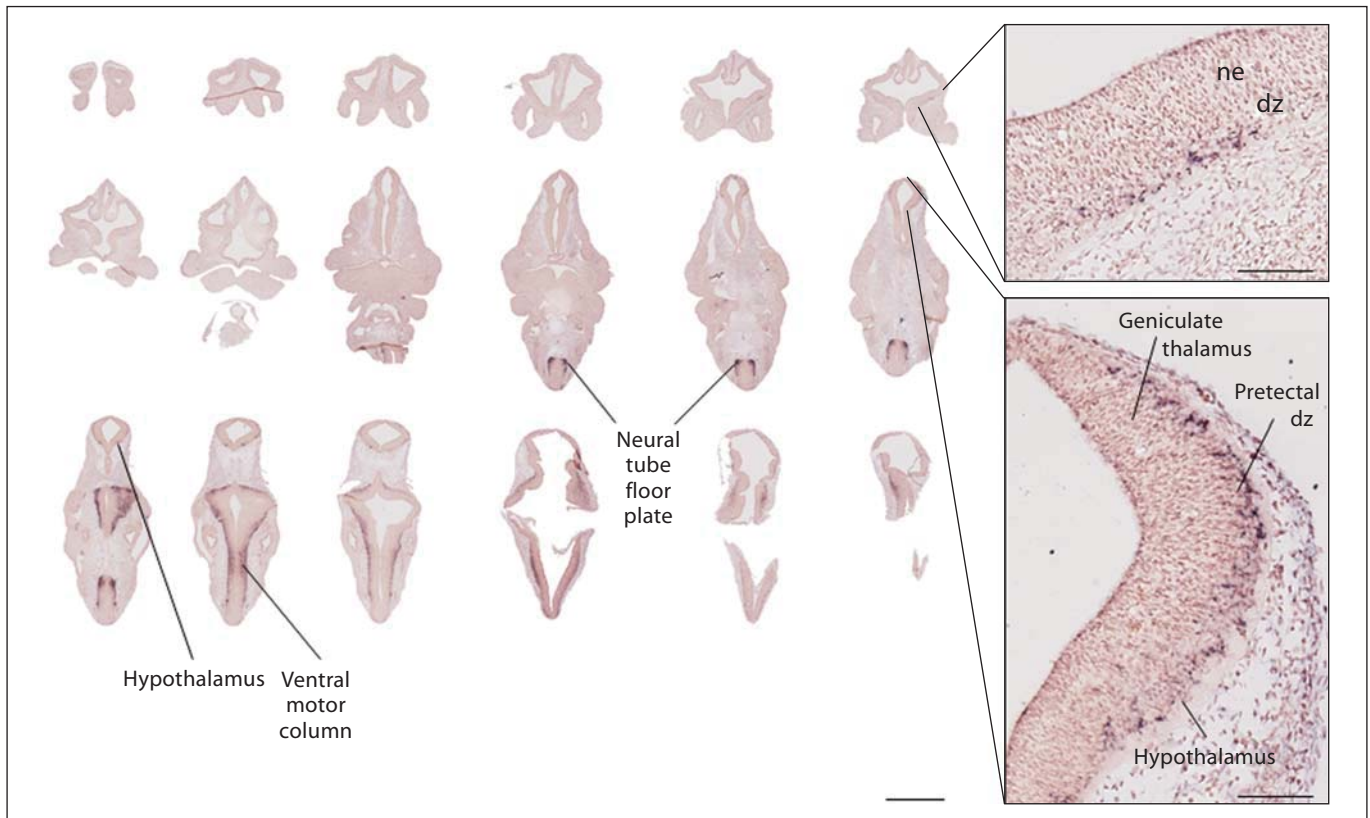 ne
dz
Geniculate
thalamus
Pretectal
dz
Hypothalamus
Neural
tube
floor
plate
Hypothalamus
Ventral
motor
column